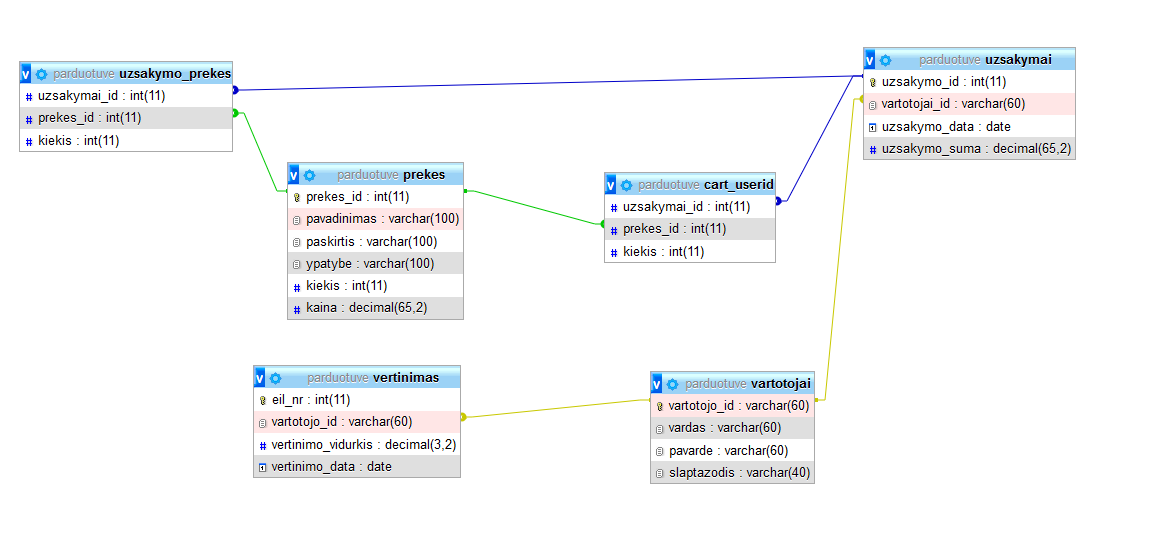 parduotuve uzsakymo_prekes
uzsakymai_id : int(11)
prekes_id : int(11)
kiekis : int(11)
parduotuve uzsakymai
uzsakymo_id : int(11)
vartotojai_id : varchar(60)
uzsakymo_data : date
uzsakymo_suma : decimal(65,2)
parduotuve prekes
prekes_id : int(11)
pavadinimas : varchar(100)
paskirtis : varchar(100)
ypatybe : varchar(100)
kiekis : int(11)
kaina : decimal(65,2)
parduotuve cart_userid
uzsakymai_id : int(11)
prekes_id : int(11)
kiekis : int(11)
parduotuve vertinimas
eil_nr : int(11)
vartotojo_id : varchar(60)
vertinimo_vidurkis : decimal(3,2)
vertinimo_data : date
parduotuve vartotojai
vartotojo_id : varchar(60)
vardas : varchar(60)
pavarde : varchar(60)
slaptazodis : varchar(40)